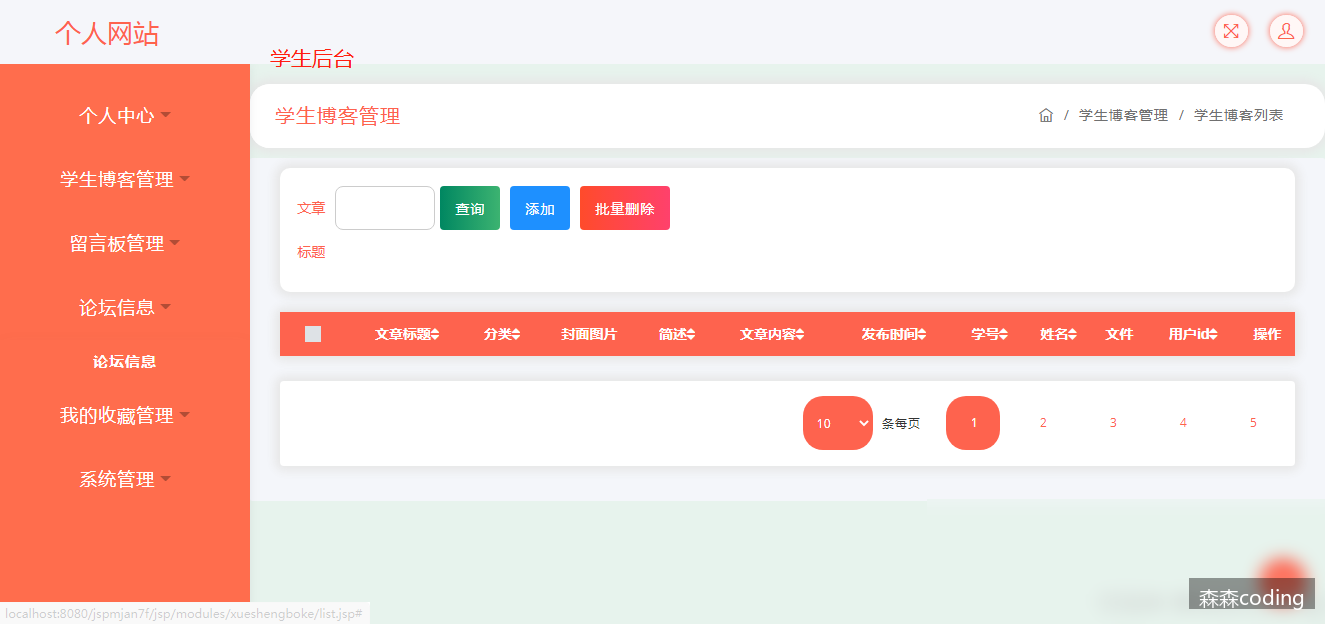 个人网站
学生后台
个人中心
学生博客管理
留言板管理
论坛信息
论坛信息
我的收藏管理
系统管理
学生博客管理
/ 学生博客管理 / 学生博客列表
文章 查询 添加 批量删除
标题
文章标题 分类 封面图片 简述 文章内容 发布时间 学号 姓名 文件 用户id 操作
10 条每页 1 2 3 4 5
森森coding
localhost:8080/jspmjan7f/jsp/modules/xueshengboke/list.jsp#